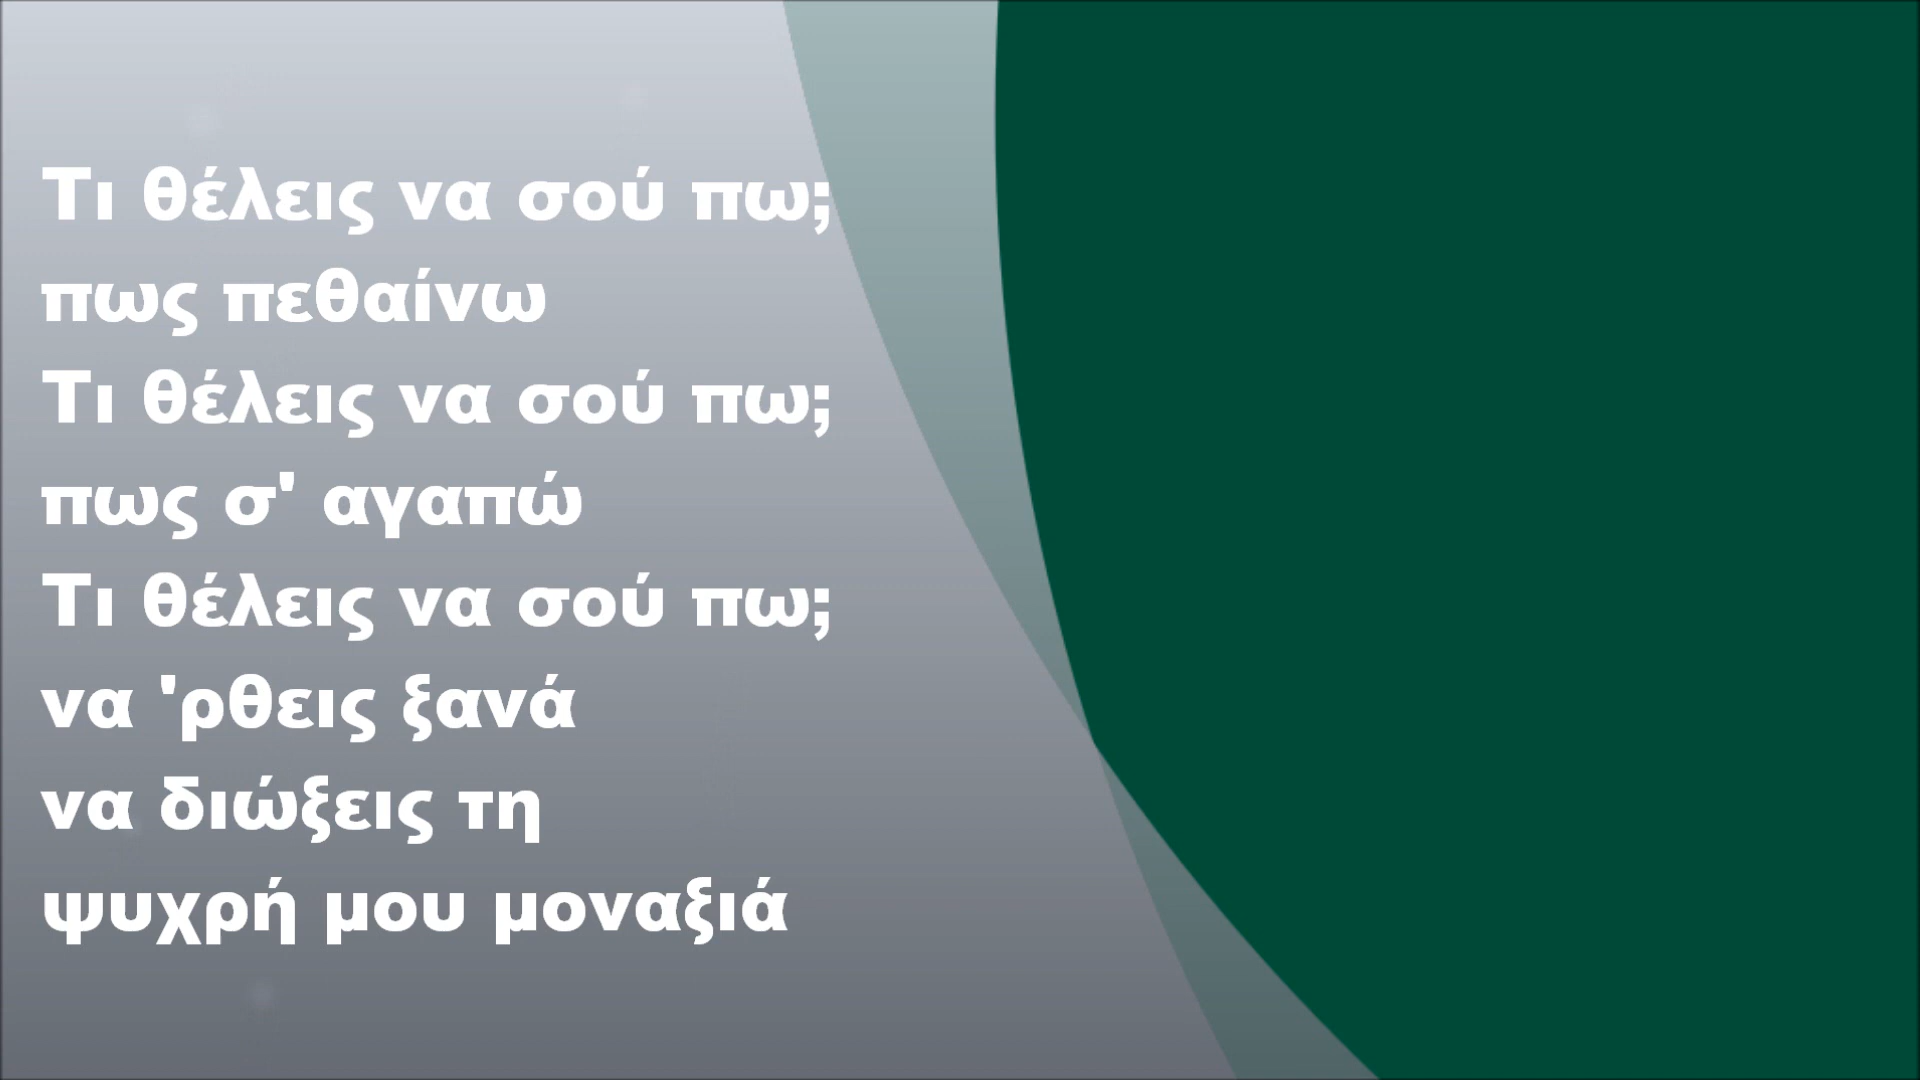 Τι θέλεις να σού πω;
πως πεθαίνω
Τι θέλεις να σού πω;
πως σ' αγαπώ
Τι θέλεις να σού πω;
να 'ρθεις ξανά
να διώξεις τη
ψυχρή μου μοναξιά